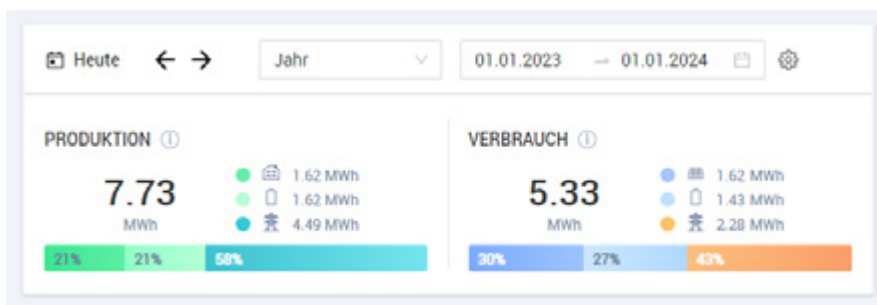 Heute
Jahr
01.01.2023
01.01.2024
PRODUKTION
7.73
MWh
1.62 MWh
1.62 MWh
4.49 MWh
21%
21%
58%
VERBRAUCH
5.33
MWh
1.62 MWh
1.43 MWh
2.28 MWh
30%
27%
43%